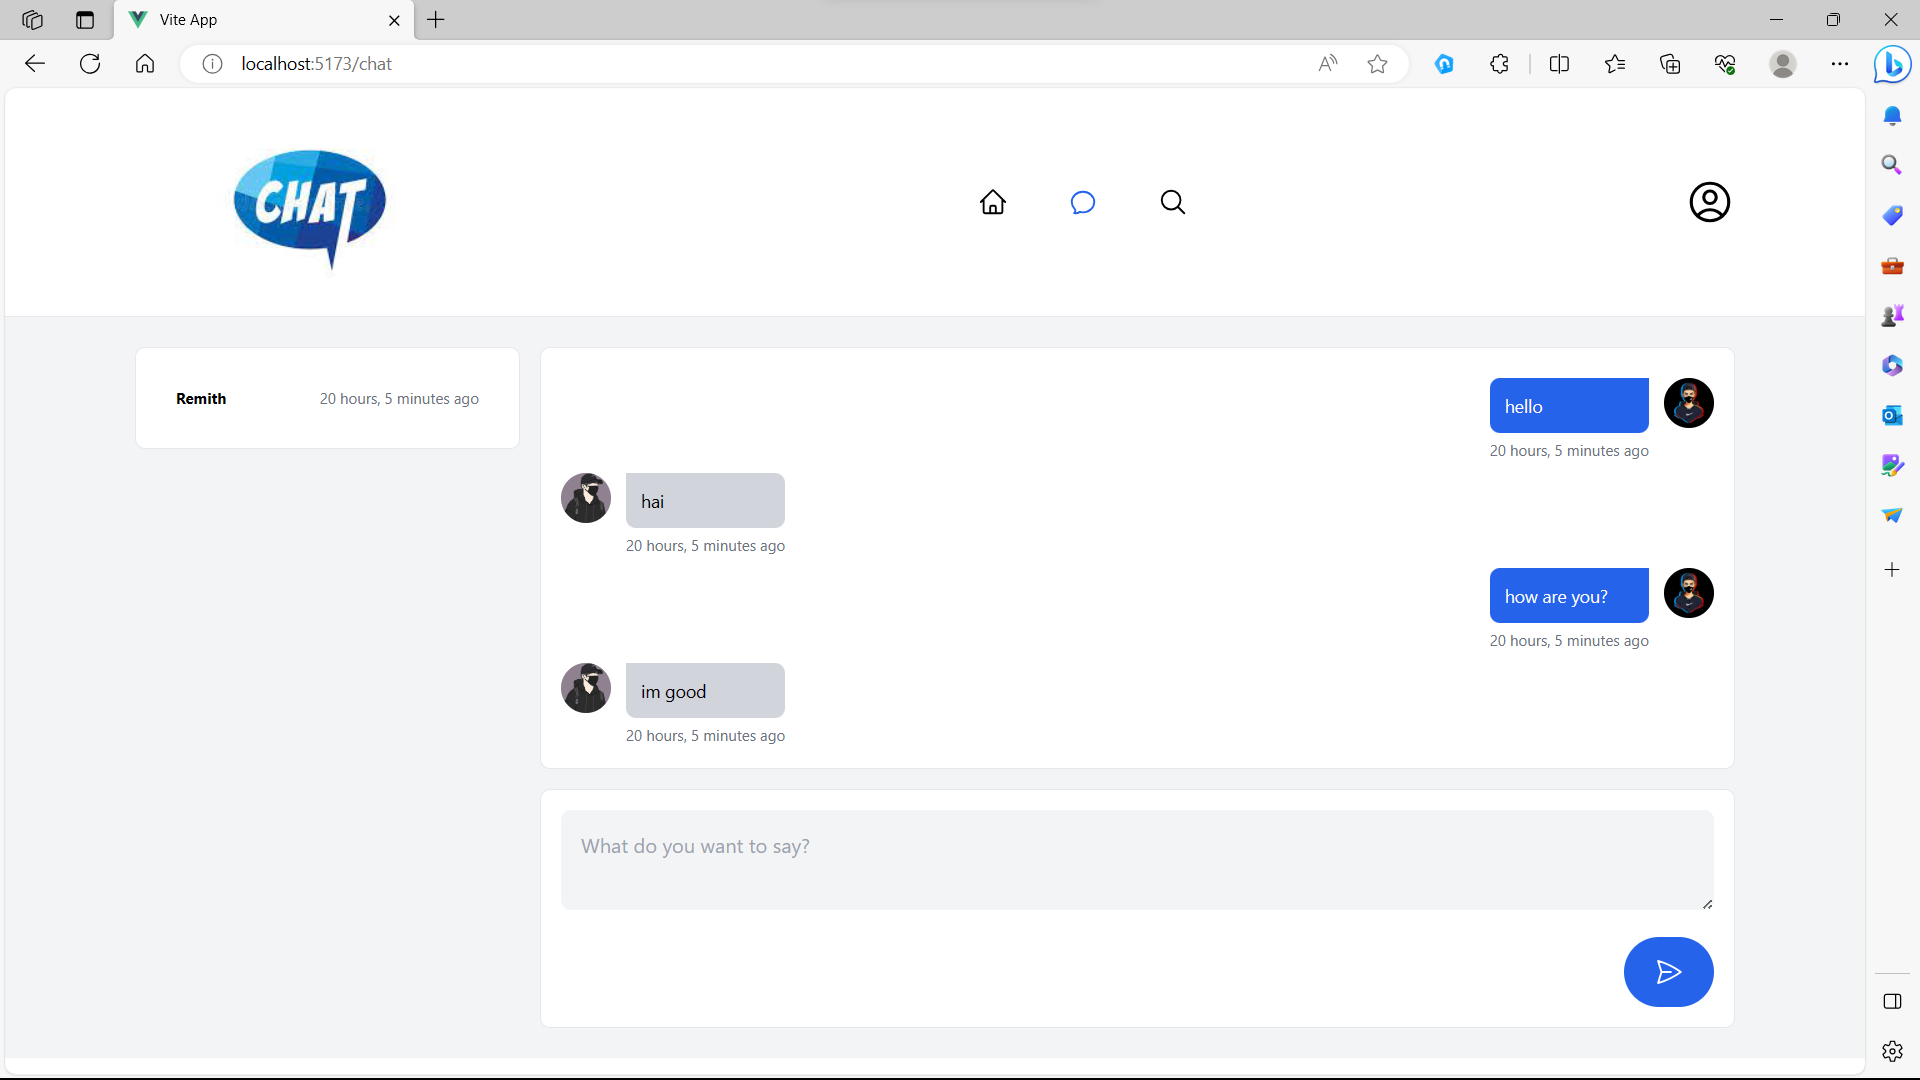 Vite App
localhost:5173/chat
CHAT
Remith
20 hours, 5 minutes ago
hello
20 hours, 5 minutes ago
hai
20 hours, 5 minutes ago
how are you?
20 hours, 5 minutes ago
im good
20 hours, 5 minutes ago
What do you want to say?